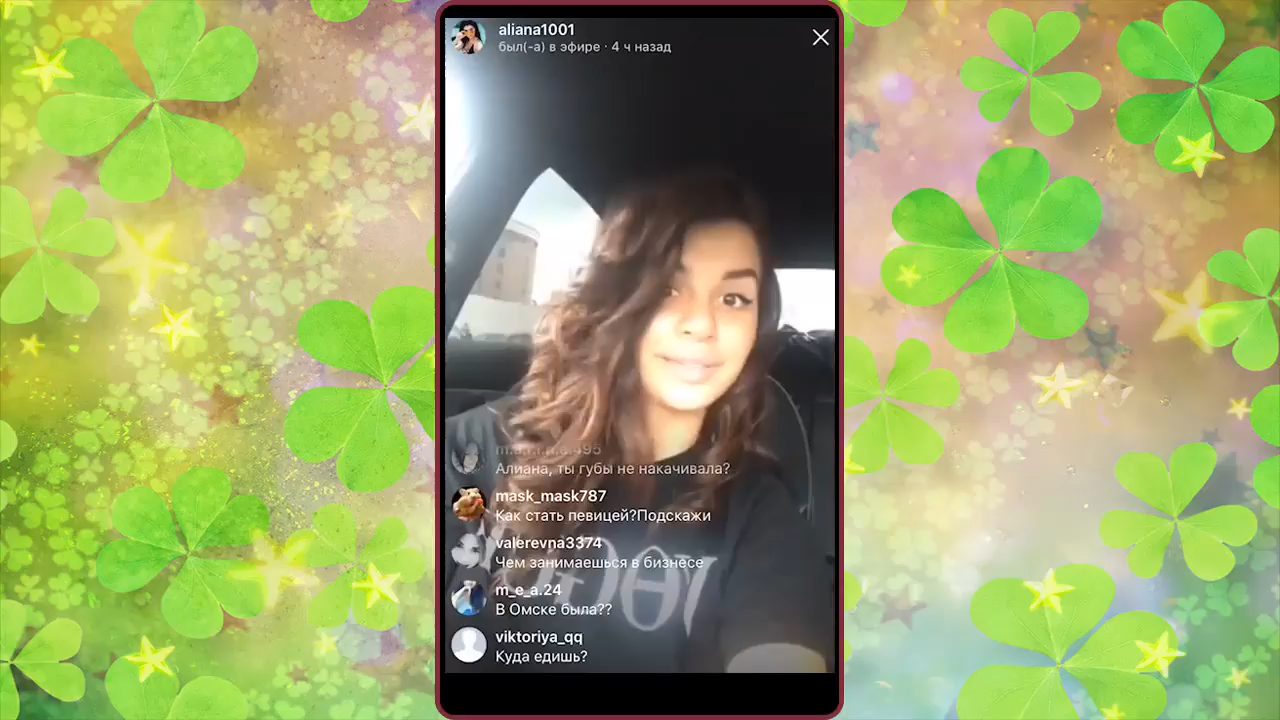 aliana1001
был(-а) в эфире · 4 ч назад
Алиана, ты губы не накачивала?
mask_mask787
Как стать певицей?Подскажи
valerevna3374
Чем занимаешься в бизнесе
m_e_a.24
В Омске была??
viktoriya_qq
Куда едишь?